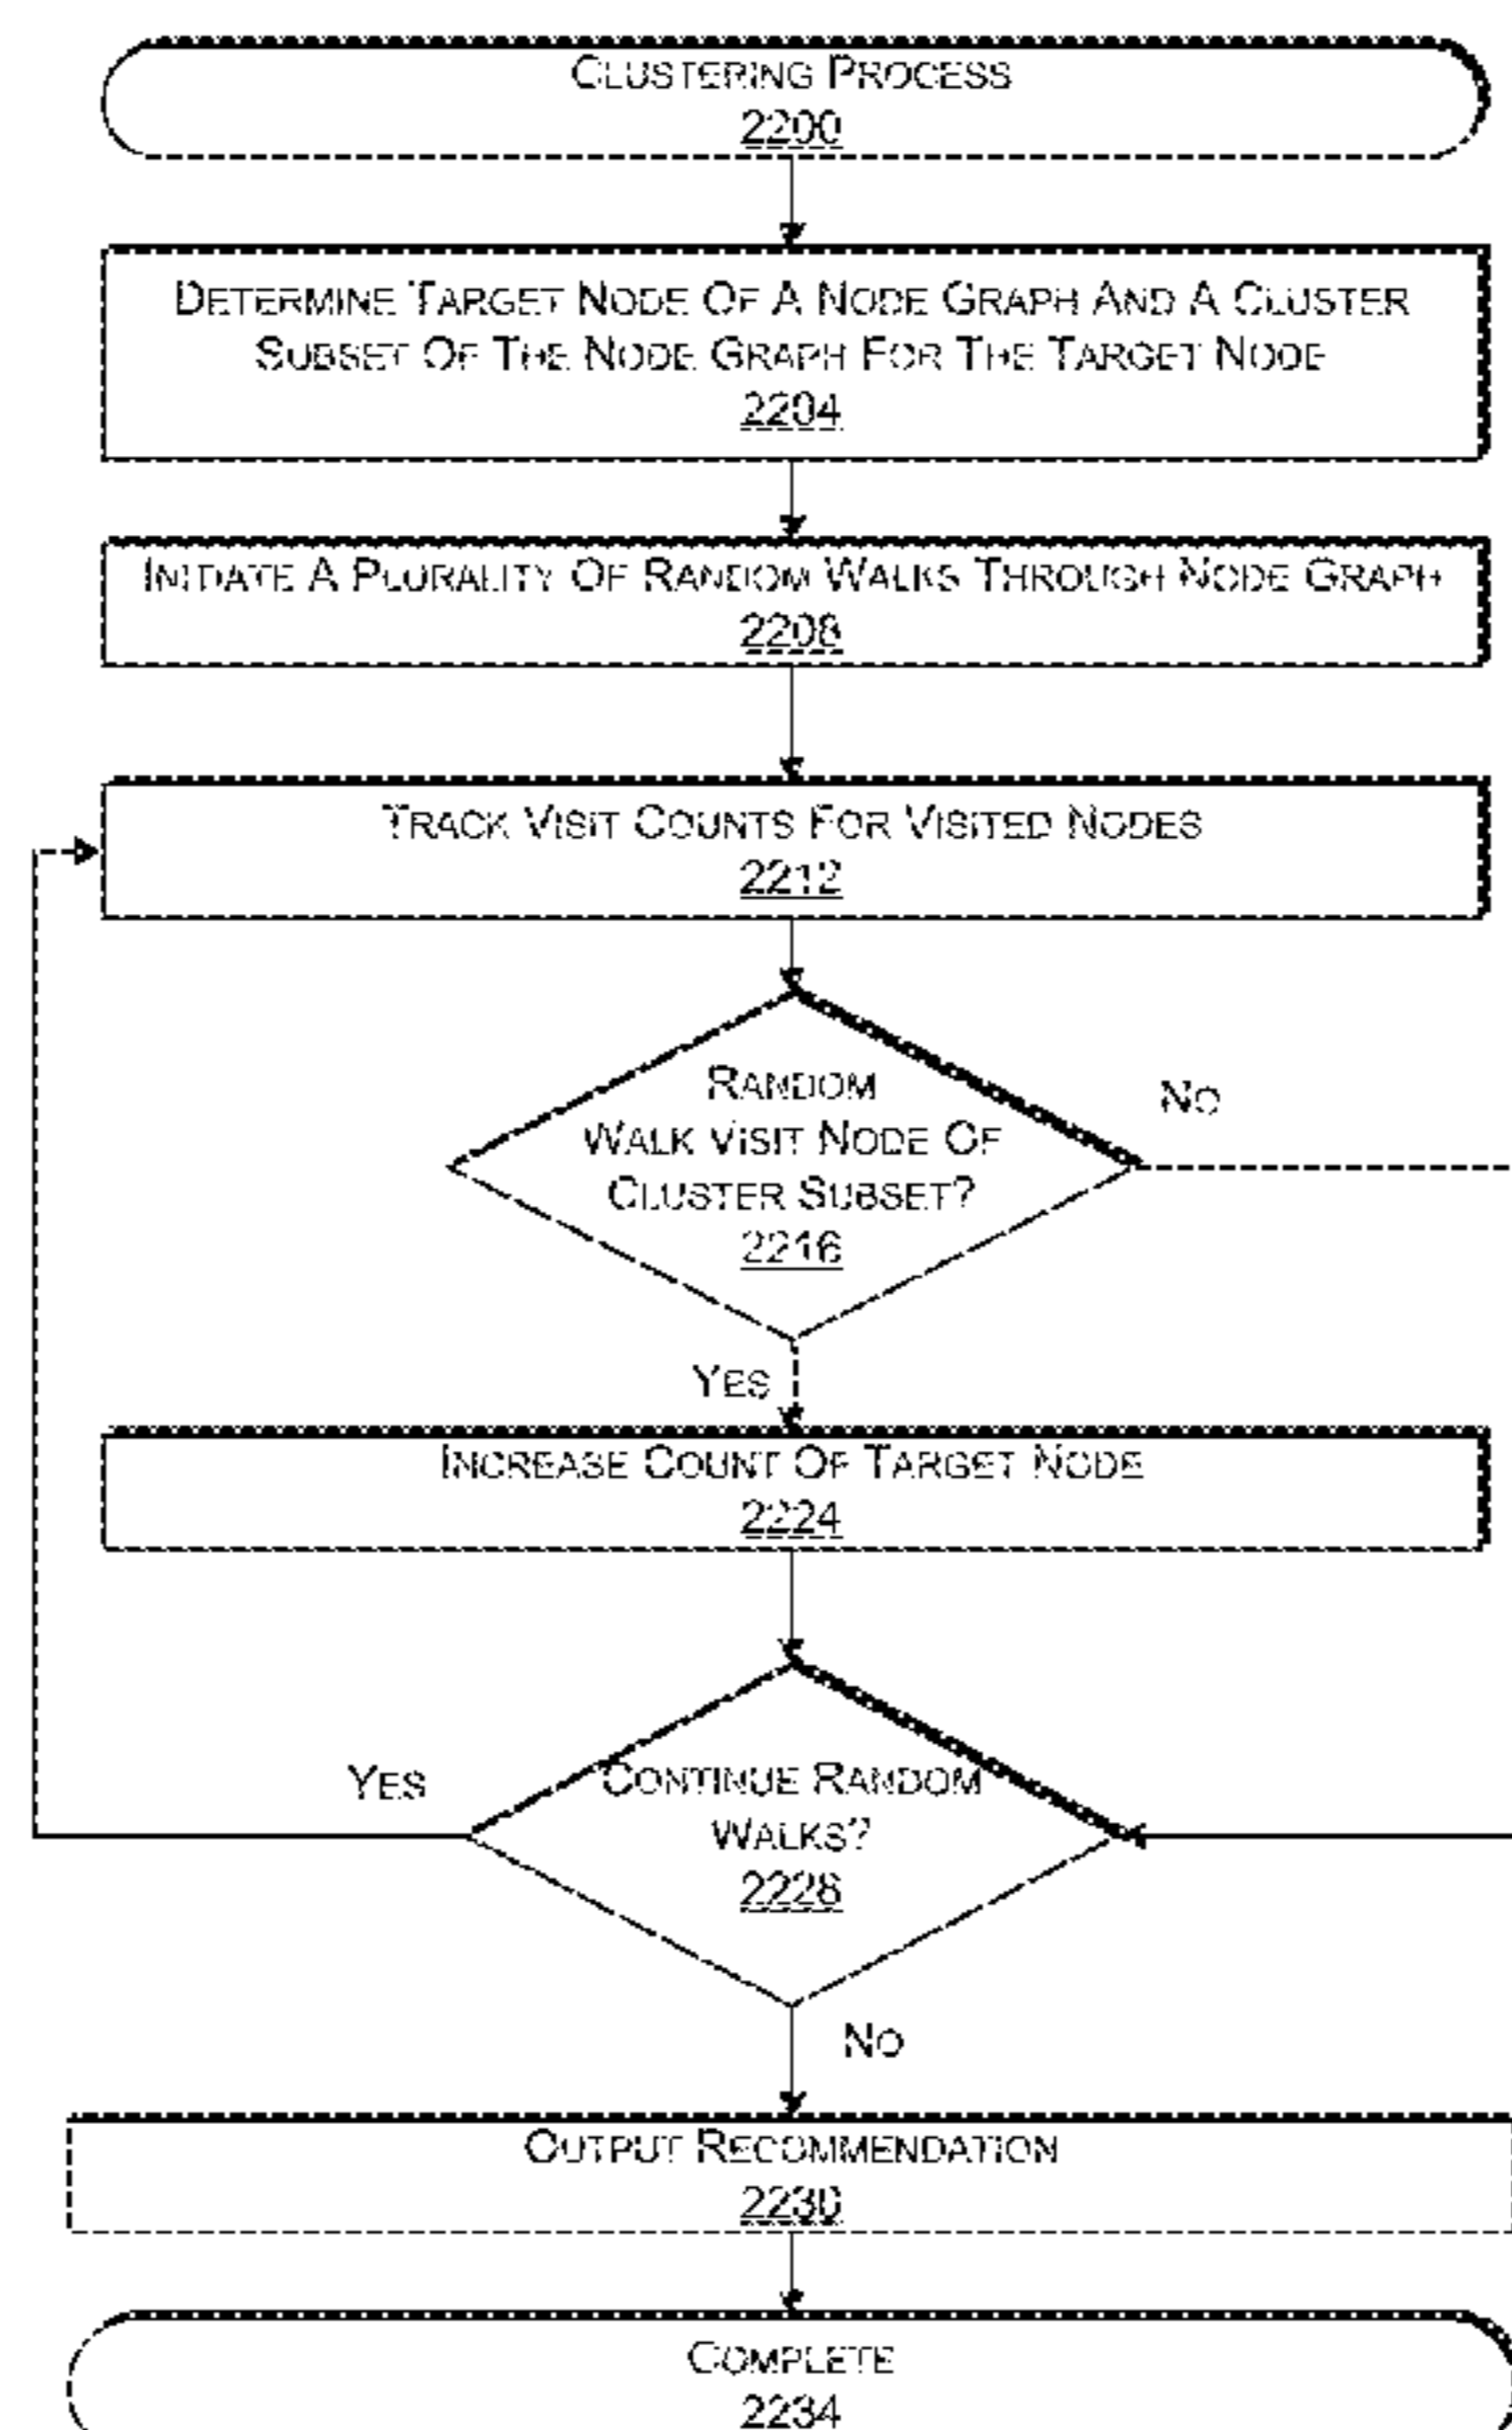 CLUSTERING PROCESS
2200
DETERMINE TARGET NODE OF A NODE GRAPH AND A CLUSTER
SUBSET OF THE NODE GRAPH FOR THE TARGET NODE
2204
INITIATE A PLURALITY OF RANDOM WALKS THROUGH NODE GRAPH
2208
TRACK VISIT COUNTS FOR VISITED NODES
2212
RANDOM
WALK VISIT NODE OF
CLUSTER SUBSET?
2216
NO
YES
INCREASE COUNT OF TARGET NODE
2224
CONTINUE RANDOM
WALKS?
2228
YES
NO
OUTPUT RECOMMENDATION
2230
COMPLETE
2234